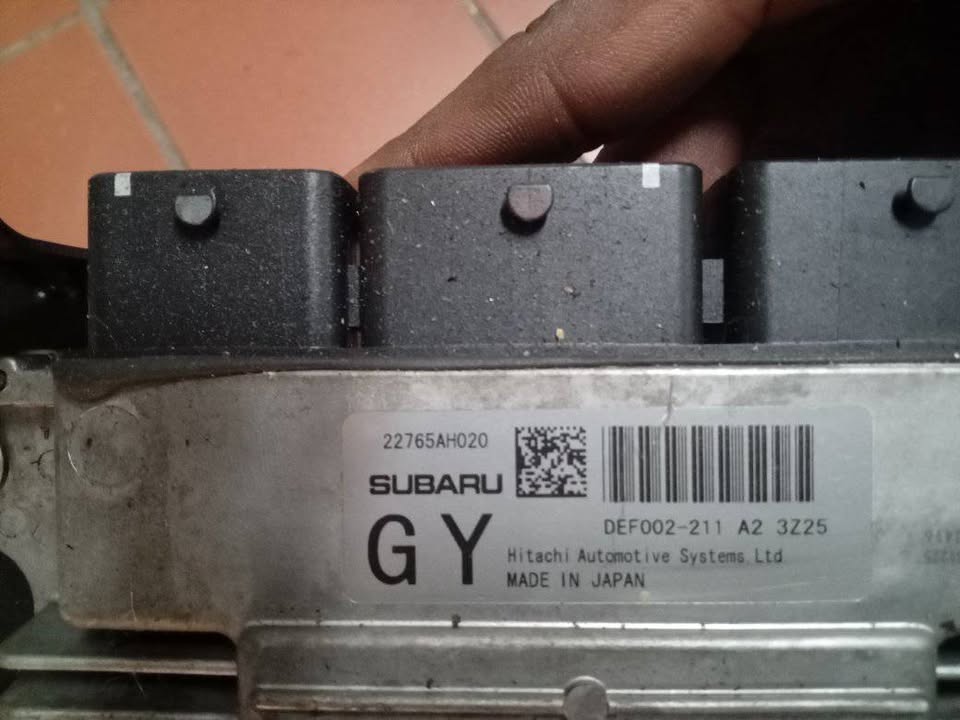 22765AH020
SUBARU
GY
DEF002-211 A2 3Z25
Hitachi Automotive Systems,Ltd
MADE IN JAPAN